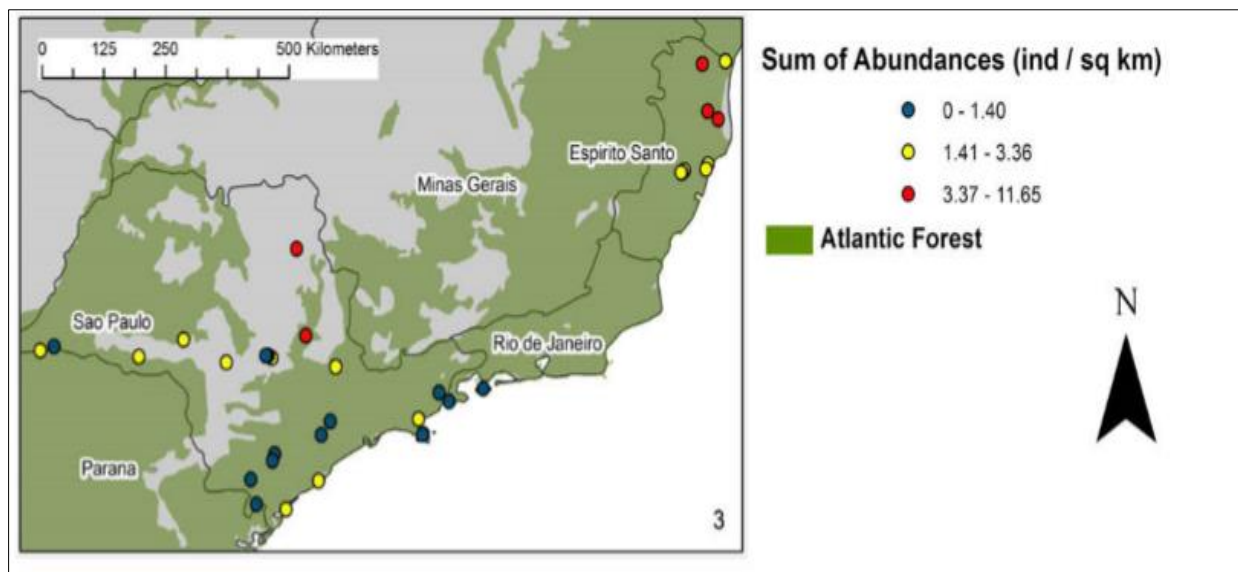 0 125 250 500 Kilometers
Sum of Abundances (ind / sq km)
0 - 1.40
1.41 - 3.36
3.37 - 11.65
Atlantic Forest
N
Espirito Santo
Minas Gerais
Sao Paulo
Rio de Janeiro
Parana
3